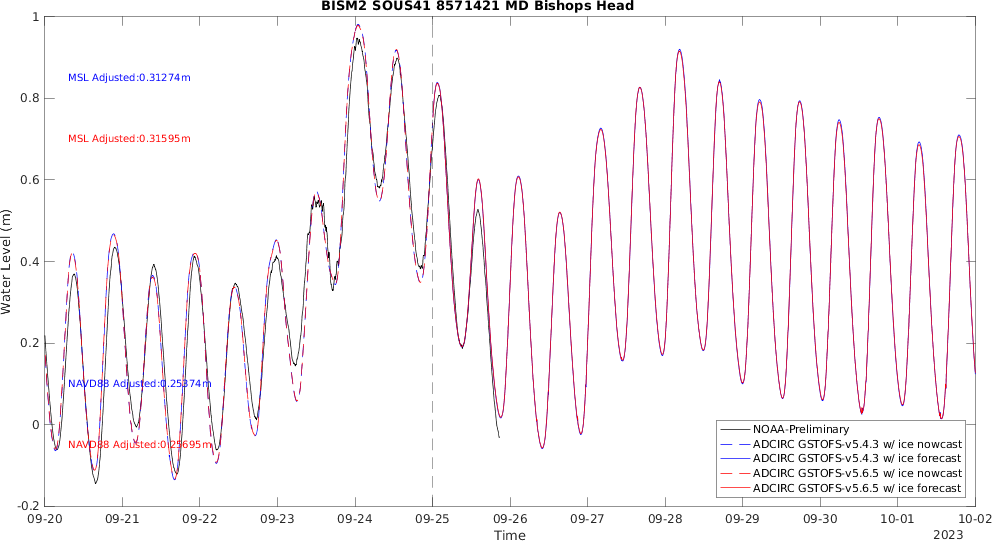 BISM2 SOUS41 8571421 MD Bishops Head
1
0.8
0.6
0.4
0.2
0
-0.2
Water Level (m)
MSL Adjusted:0.31274m
MSL Adjusted:0.31595m
NAVD88 Adjusted:0.25374m
NAVD88 Adjusted:0.25695m
NOAA-Preliminary
ADCIRC GSTOFS-v5.4.3 w/ ice nowcast
ADCIRC GSTOFS-v5.4.3 w/ ice forecast
ADCIRC GSTOFS-v5.6.5 w/ ice nowcast
ADCIRC GSTOFS-v5.6.5 w/ ice forecast
09-20 09-21 09-22 09-23 09-24 09-25 09-26 09-27 09-28 09-29 09-30 10-01 10-02
Time
2023